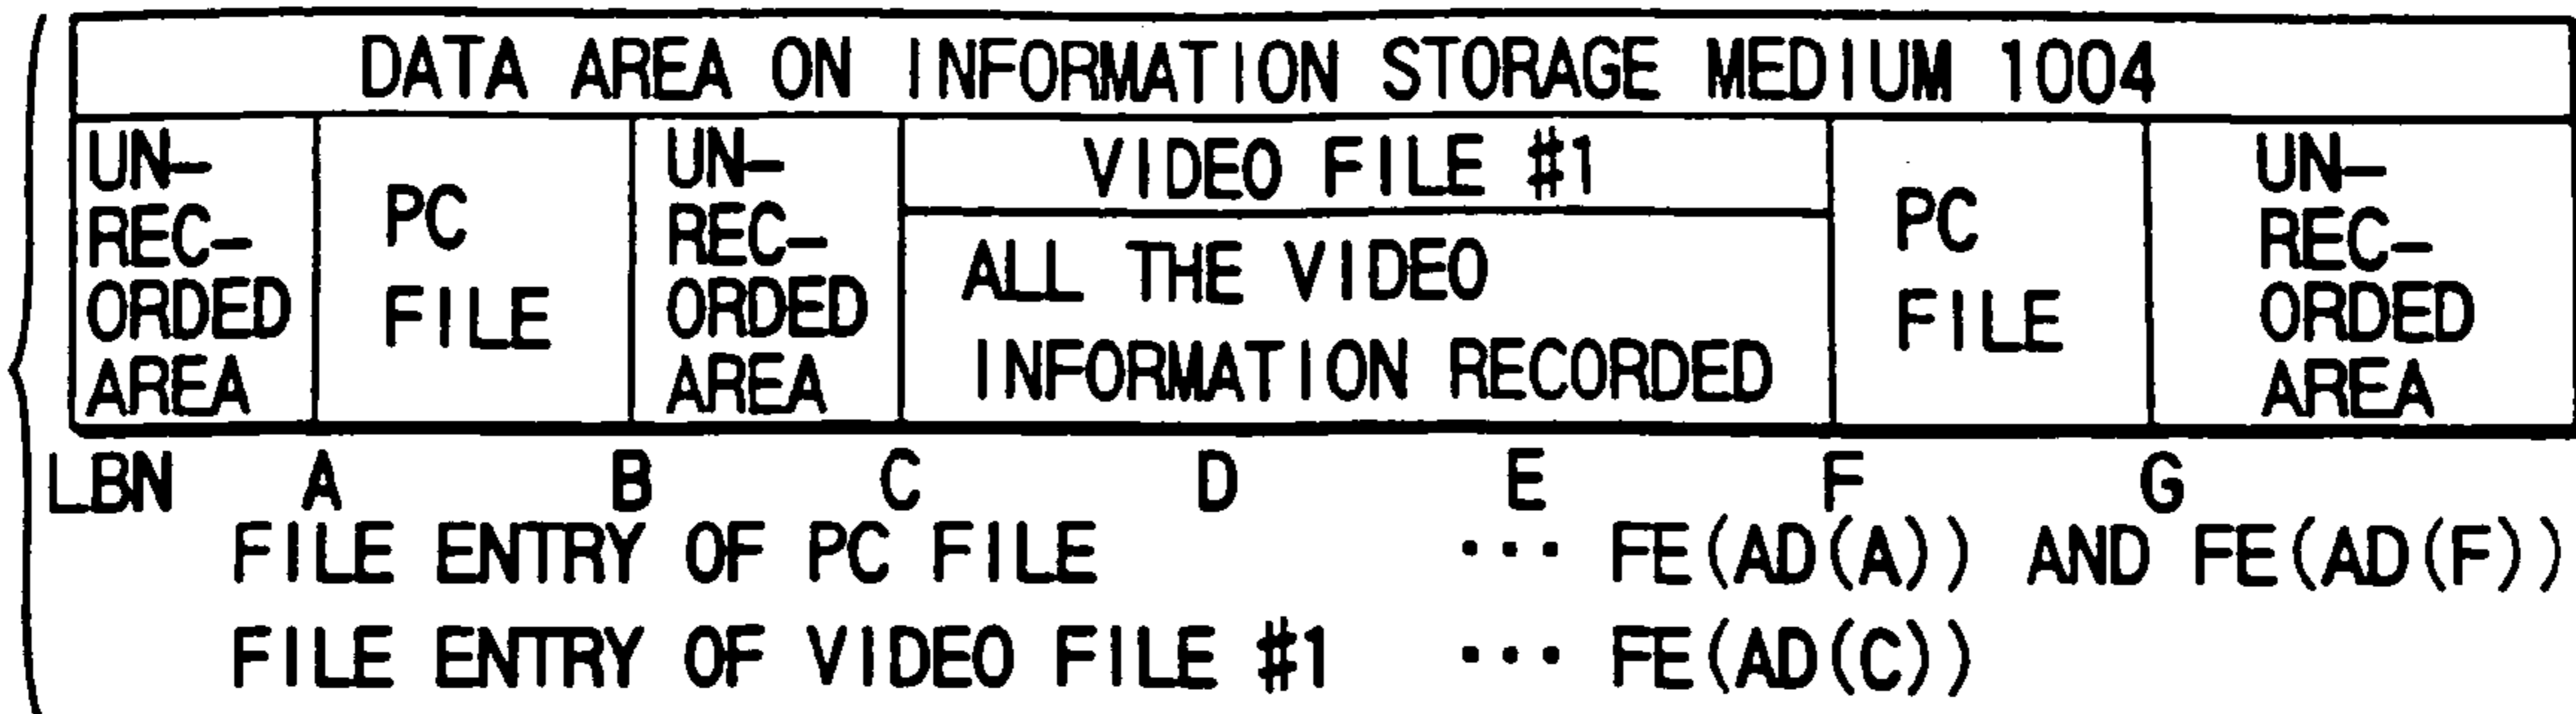 DATA AREA ON INFORMATION STORAGE MEDIUM 1004
UN-
REC-
ORDED
AREA
PC
FILE
UN-
REC-
ORDED
AREA
VIDEO FILE #1
ALL THE VIDEO
INFORMATION RECORDED
PC
FILE
UN-
REC-
ORDED
AREA
LBN A B C D E F G
FILE ENTRY OF PC FILE ··· FE(AD(A)) AND FE(AD(F))
FILE ENTRY OF VIDEO FILE #1 ··· FE(AD(C))